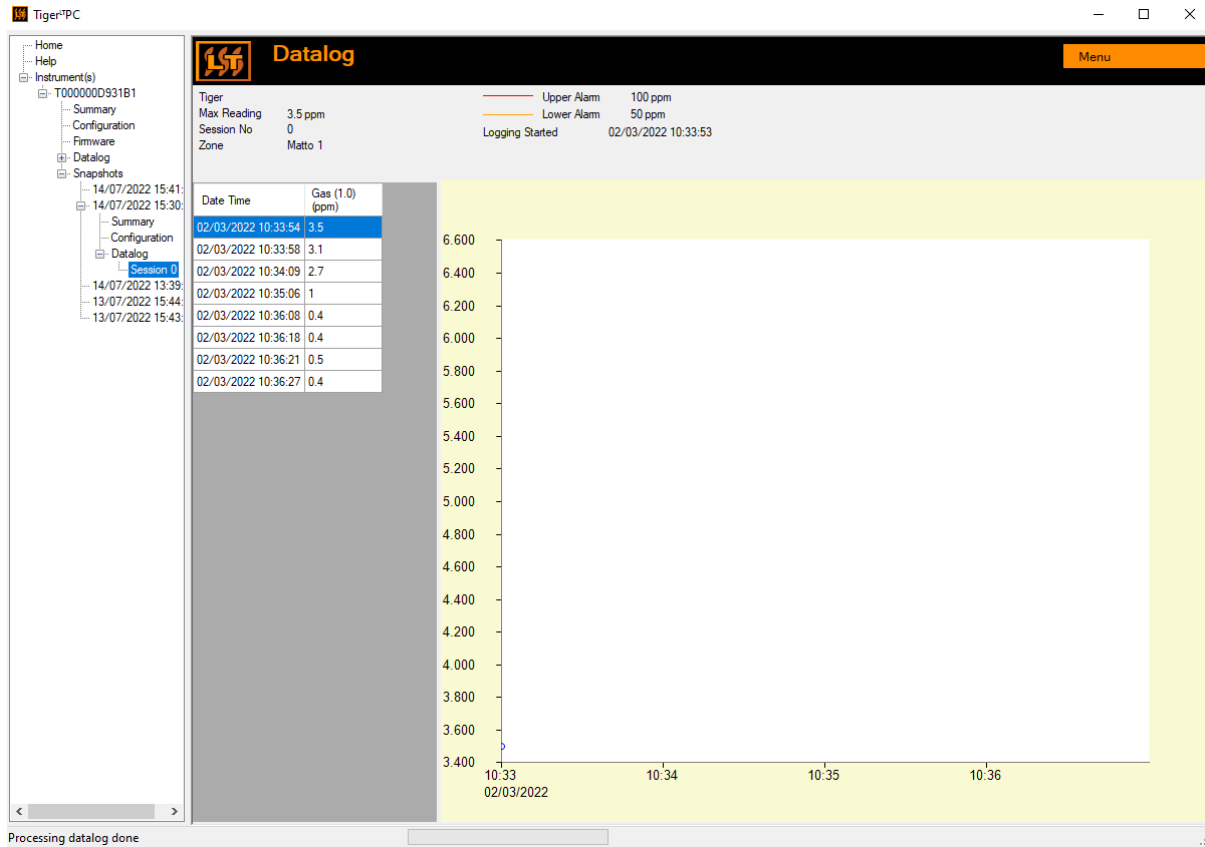 TigerLTPC
Home
Help
Instrument(s)
T000000D931B1
Summary
Configuration
Firmware
Datalog
Snapshots
14/07/2022 15:41:
14/07/2022 15:30:
Summary
Configuration
Datalog
Session 0
14/07/2022 13:39:
13/07/2022 15:44:
13/07/2022 15:43:
Datalog
Menu
Tiger
Max Reading 3.5 ppm
Session No 0
Zone Matto 1
Upper Alarm 100 ppm
Lower Alarm 50 ppm
Logging Started 02/03/2022 10:33:53
Date Time Gas (1.0) (ppm)
02/03/2022 10:33:54 3.5
02/03/2022 10:33:58 3.1
02/03/2022 10:34:09 2.7
02/03/2022 10:35:06 1
02/03/2022 10:36:08 0.4
02/03/2022 10:36:18 0.4
02/03/2022 10:36:21 0.5
02/03/2022 10:36:27 0.4
6.600
6.400
6.200
6.000
5.800
5.600
5.400
5.200
5.000
4.800
4.600
4.400
4.200
4.000
3.800
3.600
3.400
10:33 10:34 10:35 10:36
02/03/2022
Processing datalog done